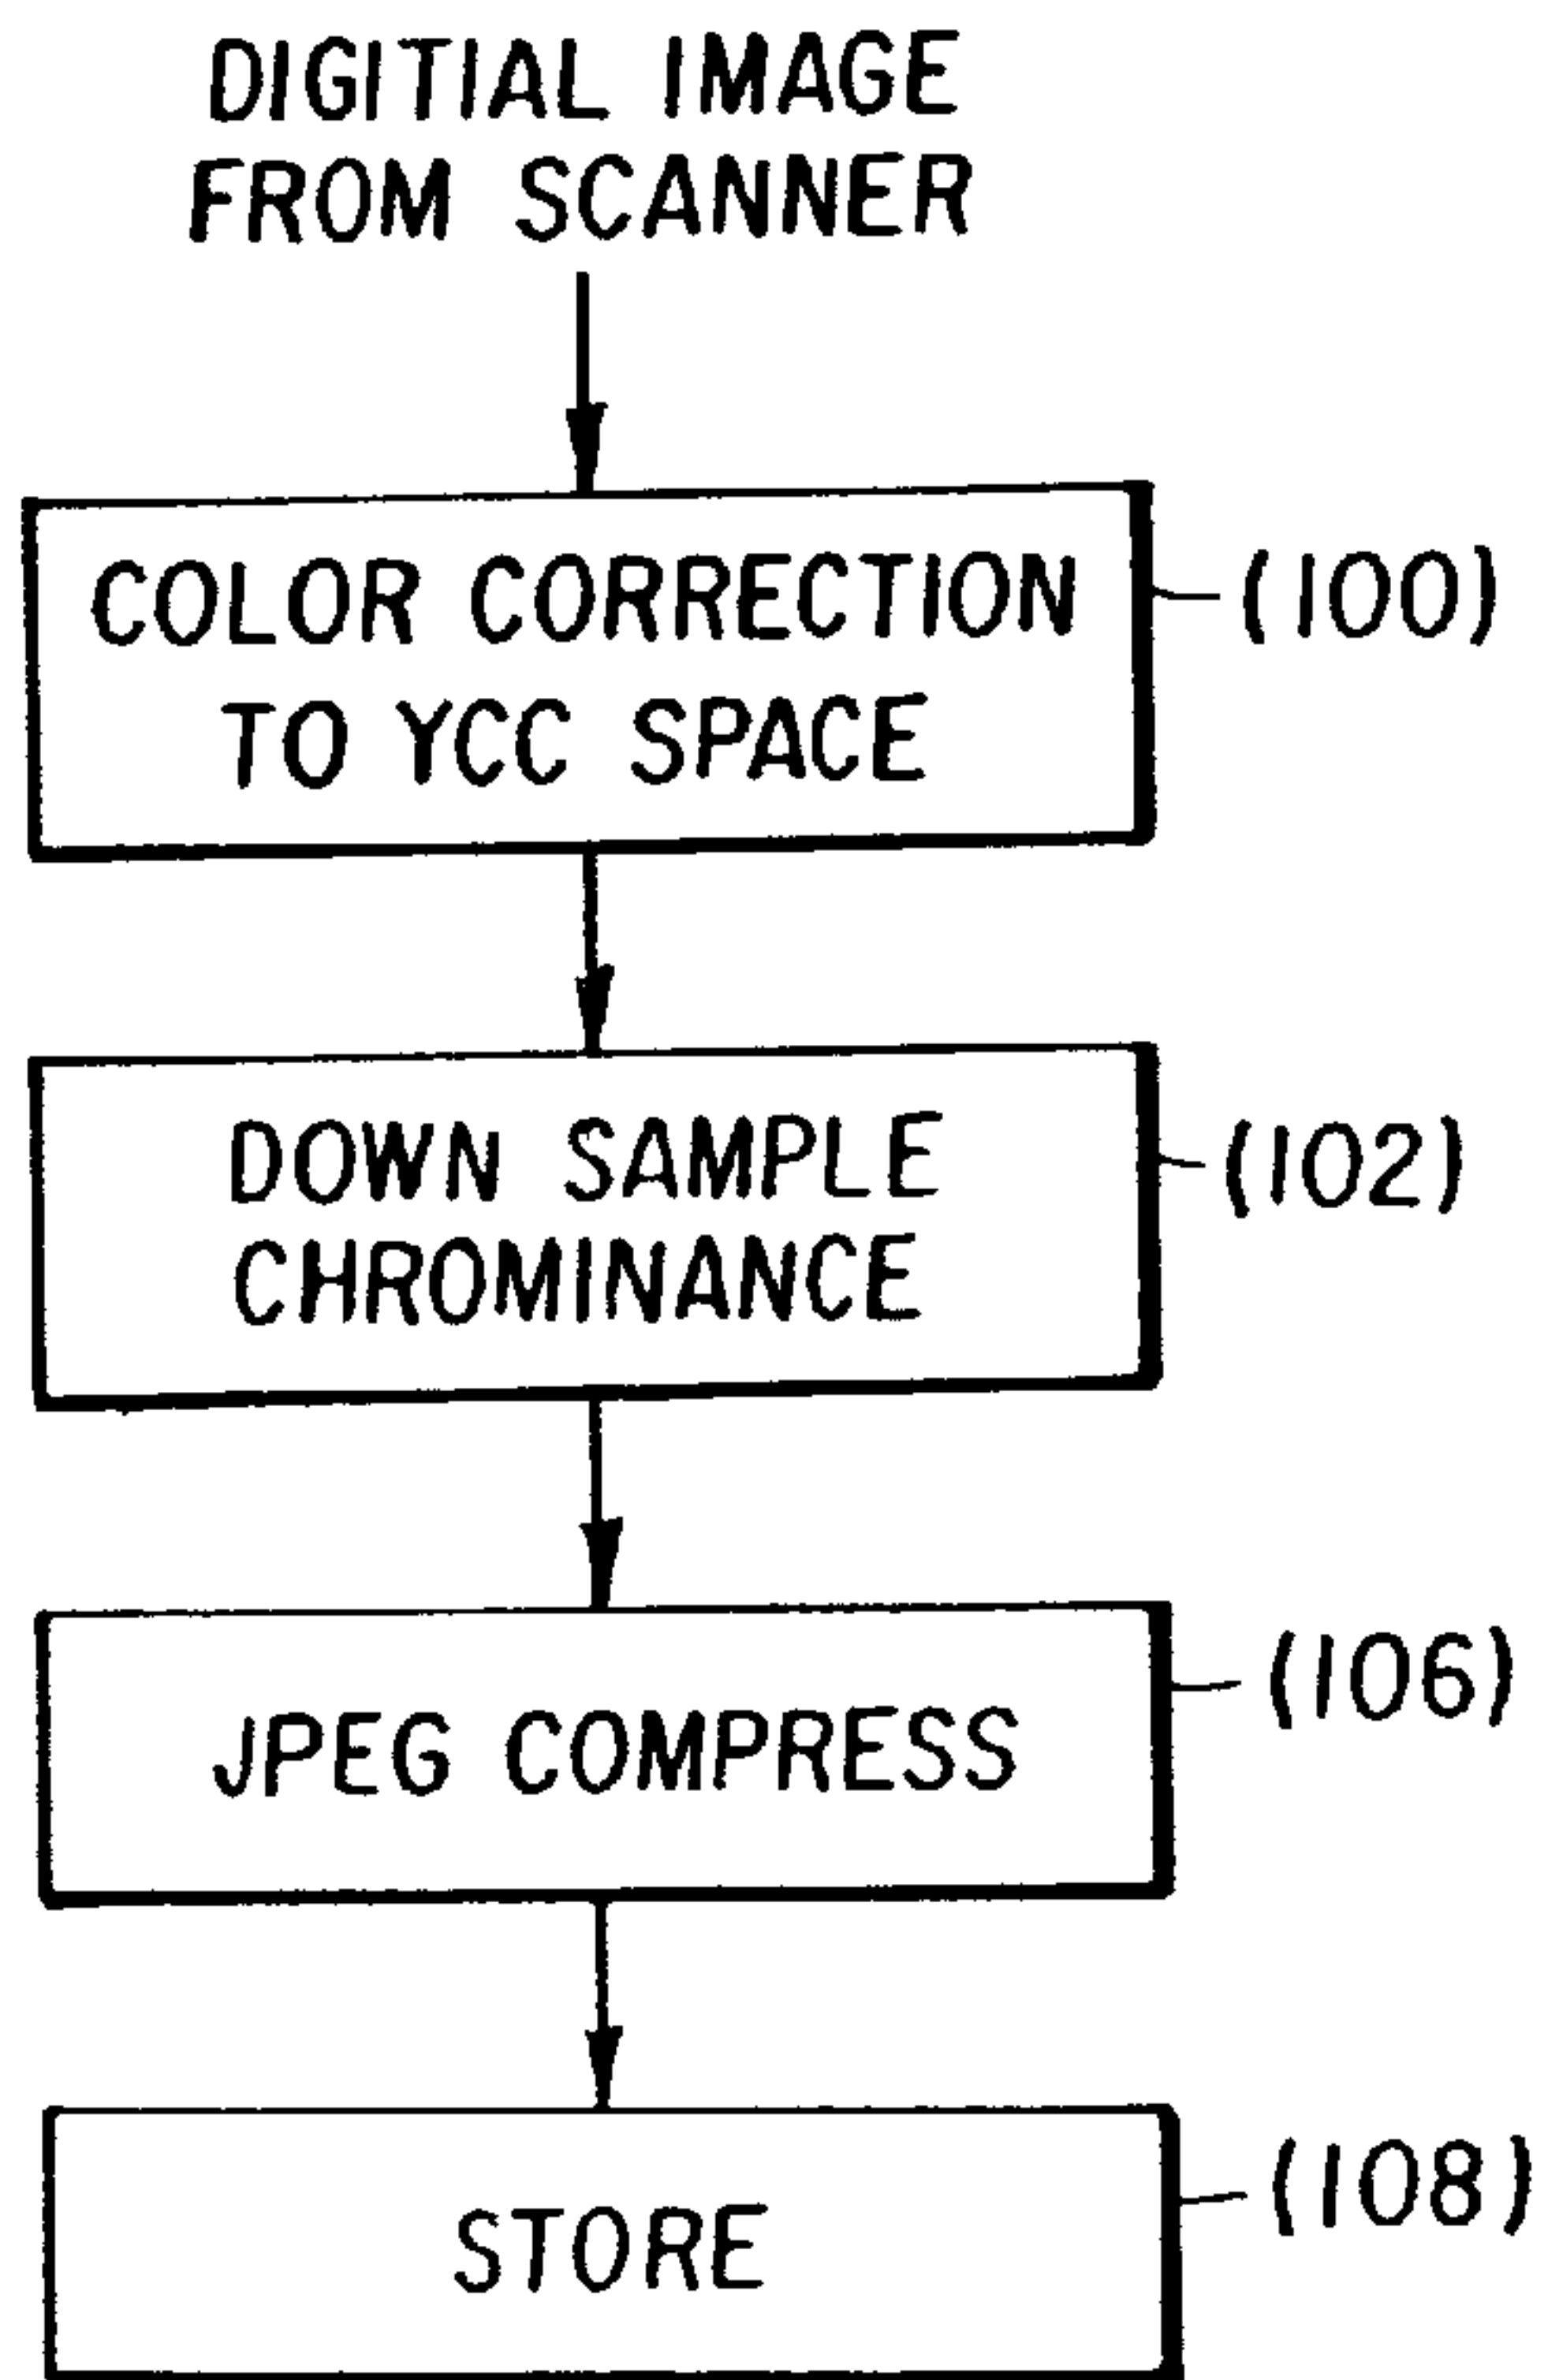 DIGITIAL IMAGE
FROM SCANNER
COLOR CORRECTION
TO YCC SPACE
(100)
DOWN SAMPLE
CHROMINANCE
(102)
JPEG COMPRESS
(106)
STORE
(108)